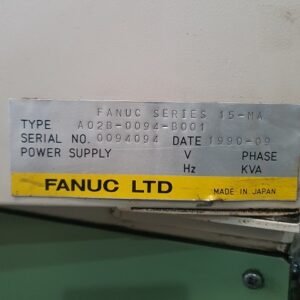 FANUC SERIES 15-MA
TYPE A02B-0094-B001
SERIAL NO. 0094094 DATE 1990-09
POWER SUPPLY V PHASE
Hz KVA
FANUC LTD MADE IN JAPAN